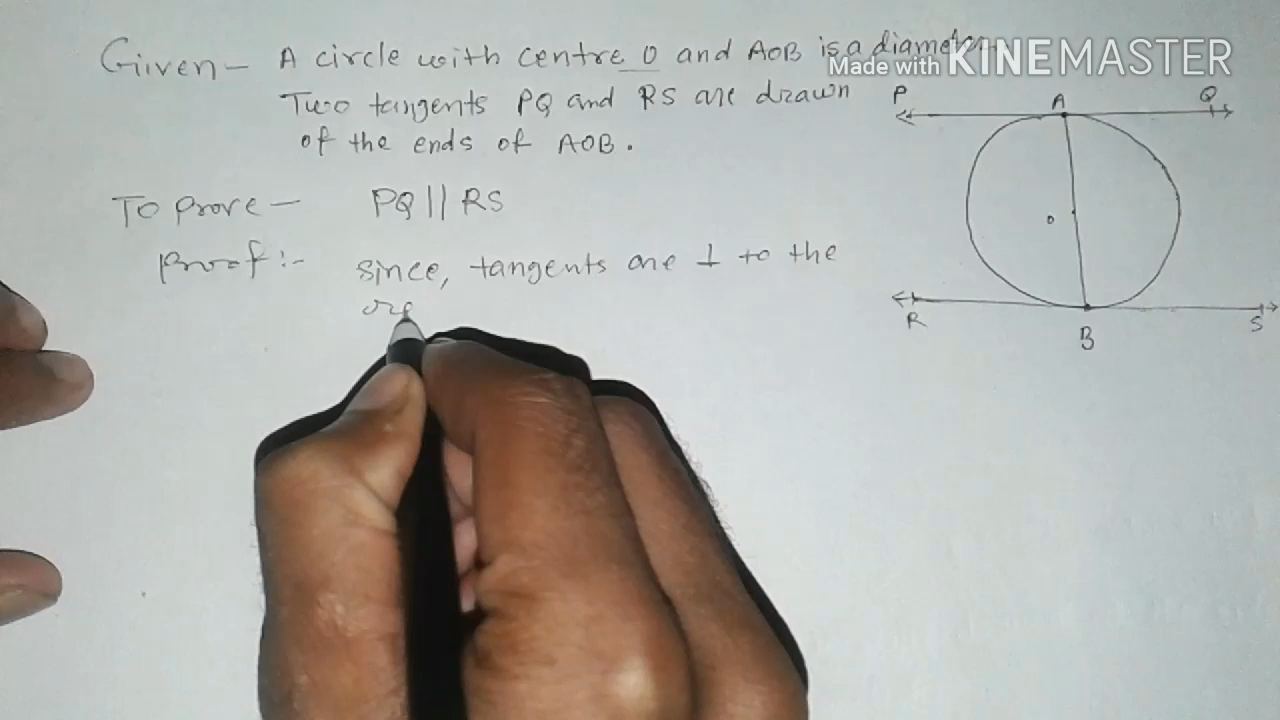 Given - A circle with centre O and AOB is a diameter.
Made with KINEMASTER
Two tangents PQ and RS are drawn
of the ends of AOB.
P A Q
To prove - PQ || RS
O
Proof :- since, tangents are ⊥ to the
R B S